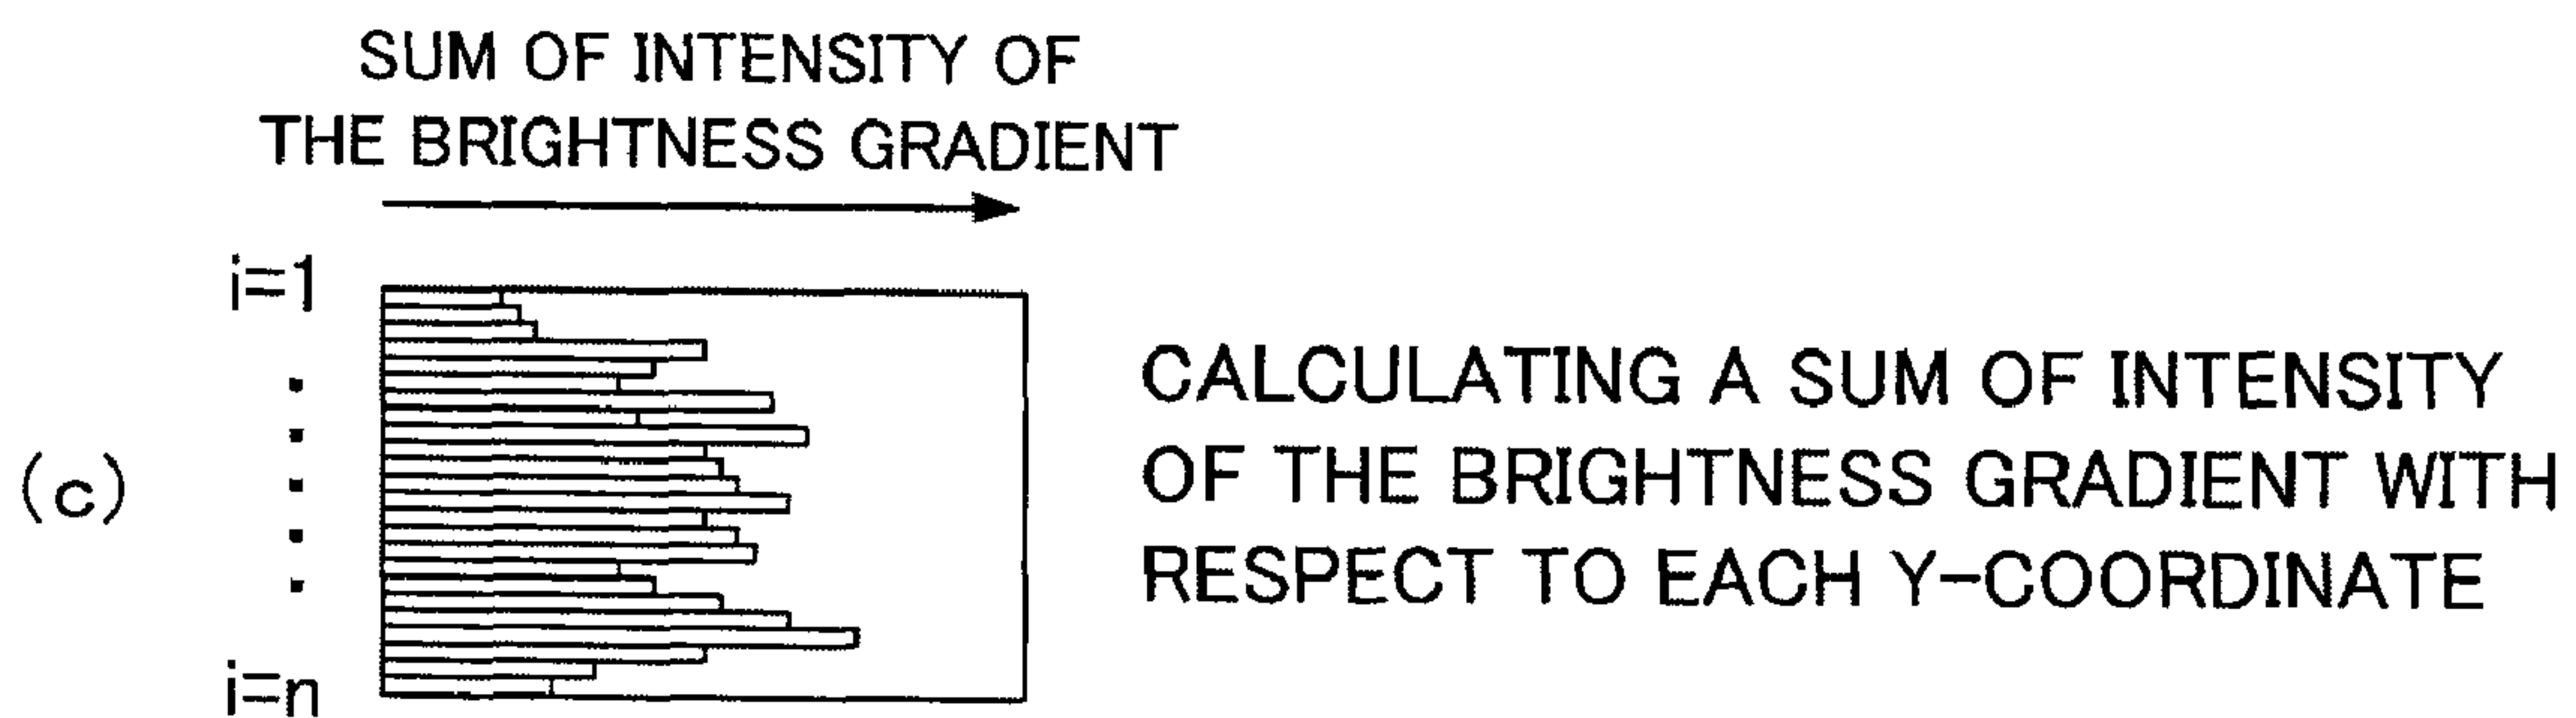 SUM OF INTENSITY OF
THE BRIGHTNESS GRADIENT
i=1
(c)
i=n
CALCULATING A SUM OF INTENSITY
OF THE BRIGHTNESS GRADIENT WITH
RESPECT TO EACH Y-COORDINATE